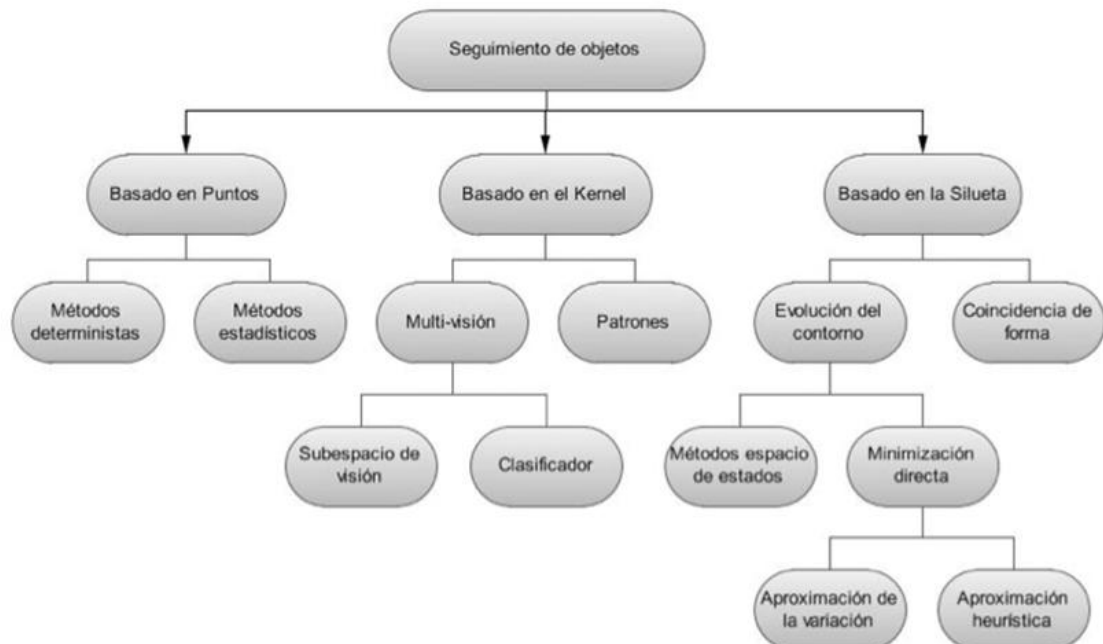 Seguimiento de objetos
Basado en Puntos
Basado en el Kernel
Basado en la Silueta
Métodos
deterministas
Métodos
estadísticos
Multi-visión
Patrones
Evolución del
contorno
Coincidencia de
forma
Subespacio de
visión
Clasificador
Métodos espacio
de estados
Minimización
directa
Aproximación de
la variación
Aproximación
heurística